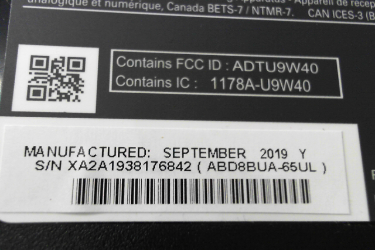 analogique et numérique, Canada BETS-7 / NTMR-7.
CAN ICES-3 (B
Contains FCC ID : ADTU9W40
Contains IC : 1178A-U9W40
MANUFACTURED: SEPTEMBER 2019 Y
S/N XA2A1938176842 ( ABD8BUA-65UL )